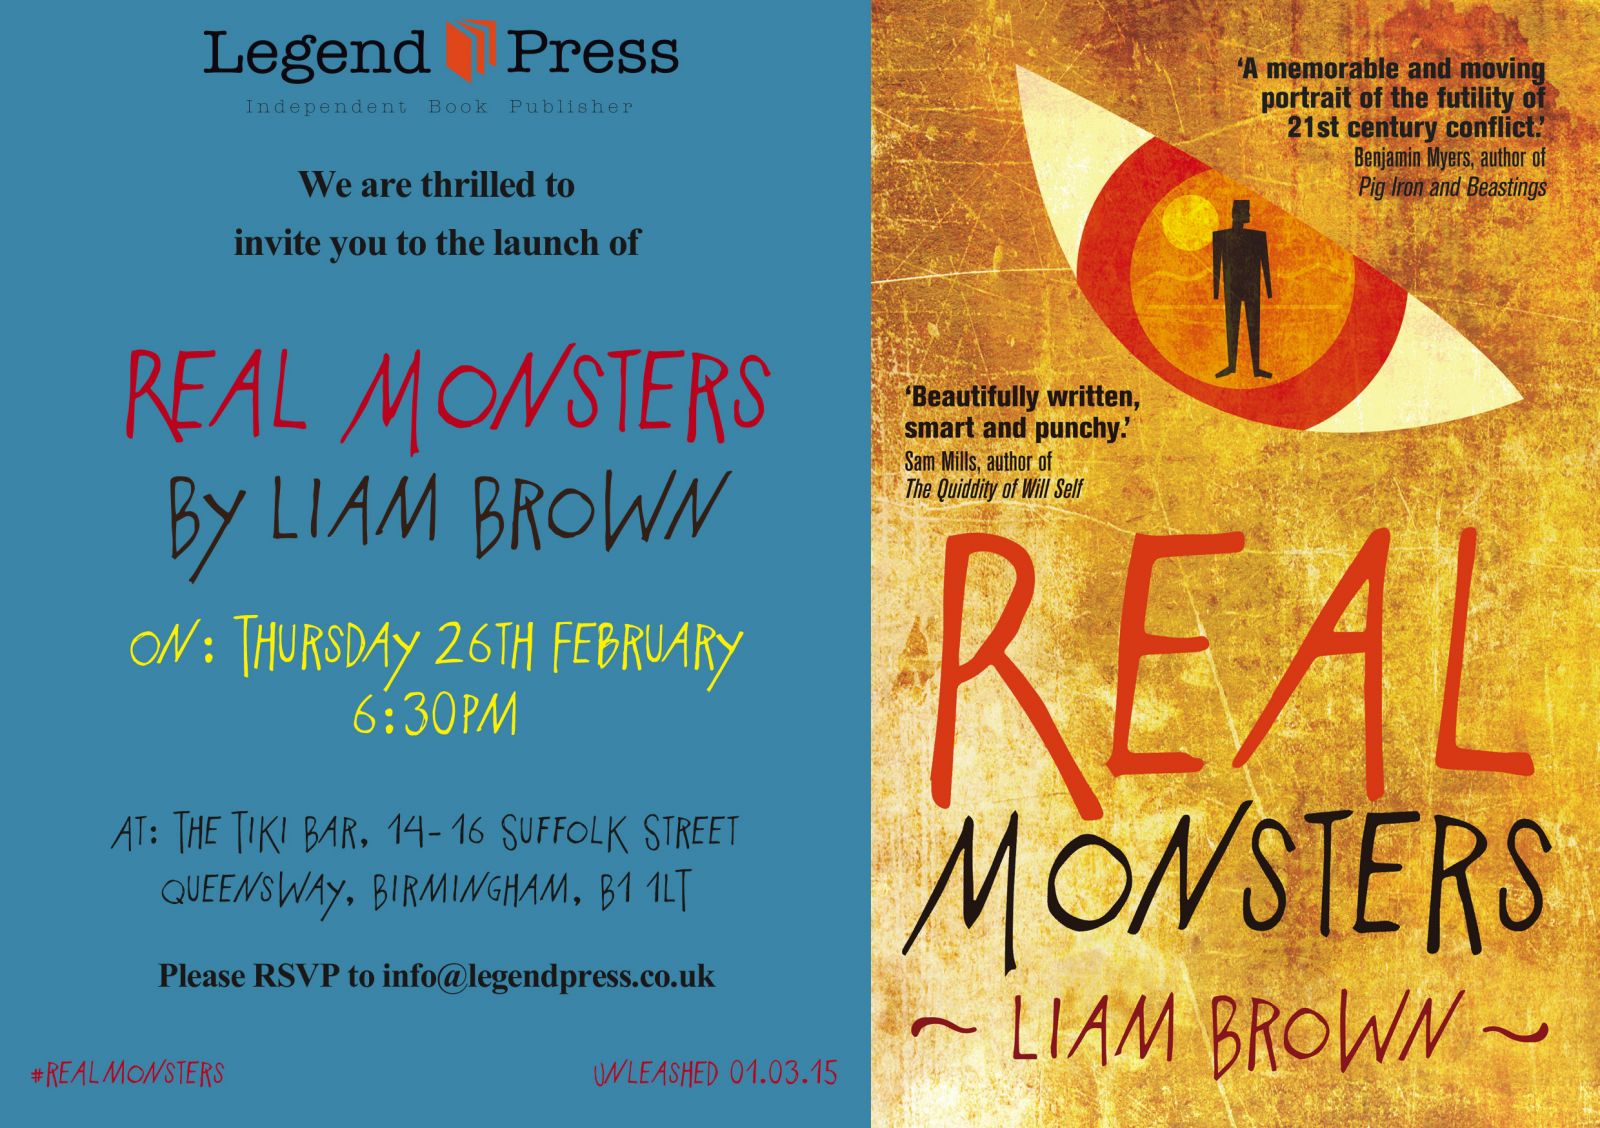 Legend Press
Independent Book Publisher
We are thrilled to
invite you to the launch of
REAL MONSTERS
BY LIAM BROWN
ON: THURSDAY 26TH FEBRUARY
6:30PM
AT: THE TIKI BAR, 14-16 SUFFOLK STREET
QUEENSWAY, BIRMINGHAM, B1 1LT
Please RSVP to info@legendpress.co.uk
#REALMONSTERS
UNLEASHED 01.03.15
‘A memorable and moving
portrait of the futility of
21st century conflict.’
Benjamin Myers, author of
Pig Iron and Beastings
‘Beautifully written,
smart and punchy.’
Sam Mills, author of
The Quiddity of Will Self
REAL
MONSTERS
~ LIAM BROWN ~